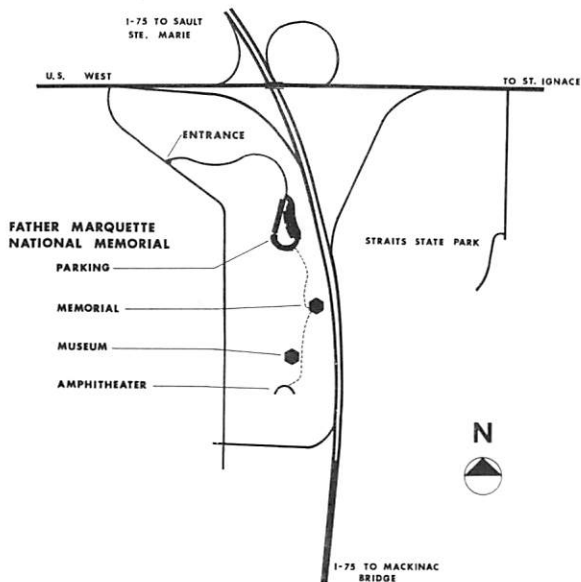 I-75 TO SAULT
STE. MARIE
U.S. WEST
TO ST. IGNACE
ENTRANCE
FATHER MARQUETTE
NATIONAL MEMORIAL
STRAITS STATE PARK
PARKING
MEMORIAL
MUSEUM
AMPHITHEATER
N
I-75 TO MACKINAC
BRIDGE